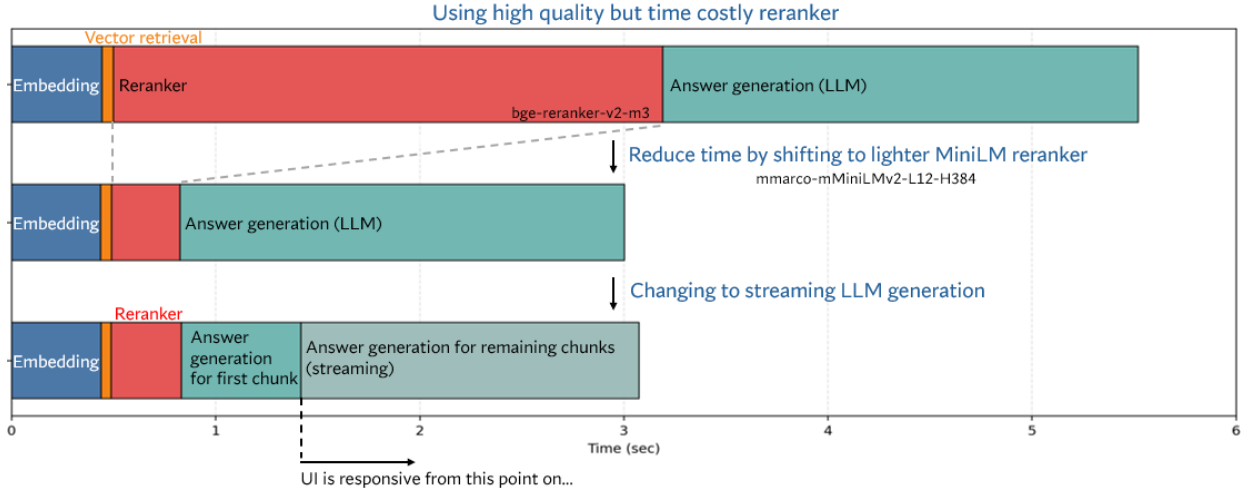 Using high quality but time costly reranker
Vector retrieval
Embedding
Reranker
Answer generation (LLM)
bge-reranker-v2-m3
Reduce time by shifting to lighter MiniLM reranker
mmarco-mMiniLMv2-L12-H384
Embedding
Answer generation (LLM)
Changing to streaming LLM generation
Reranker
Embedding
Answer
generation
for first chunk
Answer generation for remaining chunks
(streaming)
0
1
2
3
4
5
6
Time (sec)
UI is responsive from this point on...